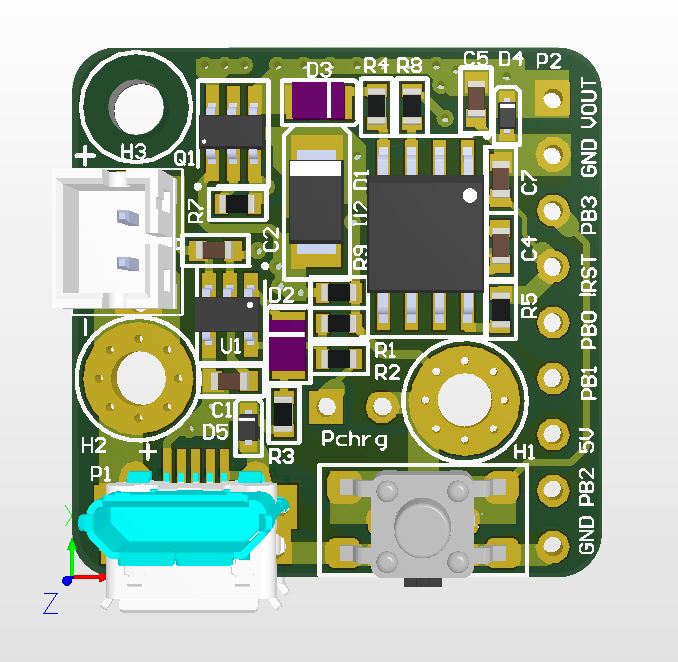 D3
R4
R8
C5
D4
P2
VOUT
H3
Q1
GND
+
D1
C7
R7
U2
PB3
C2
R9
C4
!RST
D2
R5
PB0
-
U1
R1
R2
PB1
C1
D5
Pchrg
5V
H2
+
R3
H1
P1
PB2
GND
Z